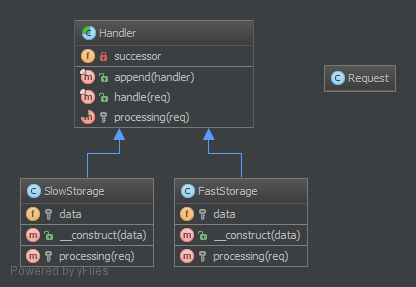 Handler
successor
append(handler)
handle(req)
processing(req)
Request
SlowStorage
data
__construct(data)
processing(req)
FastStorage
data
__construct(data)
processing(req)
Powered by yFiles